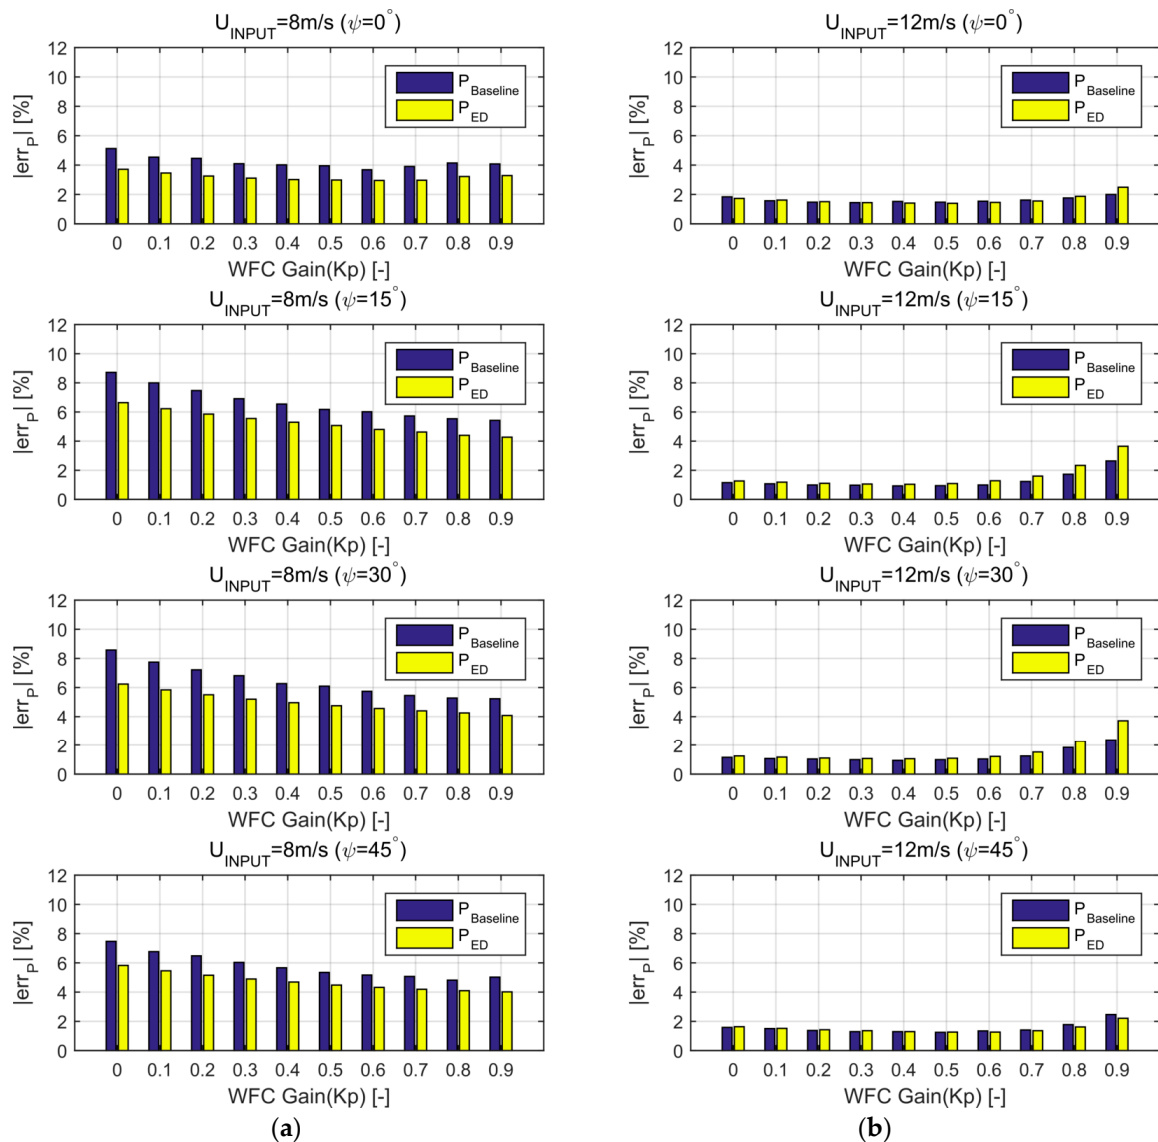 U_INPUT=8m/s (ψ=0°)
12
10
8
6
4
2
0
|err_P| [%]
P_Baseline
P_ED
0 0.1 0.2 0.3 0.4 0.5 0.6 0.7 0.8 0.9
WFC Gain(Kp) [-]
U_INPUT=8m/s (ψ=15°)
12
10
8
6
4
2
0
|err_P| [%]
P_Baseline
P_ED
0 0.1 0.2 0.3 0.4 0.5 0.6 0.7 0.8 0.9
WFC Gain(Kp) [-]
U_INPUT=8m/s (ψ=30°)
12
10
8
6
4
2
0
|err_P| [%]
P_Baseline
P_ED
0 0.1 0.2 0.3 0.4 0.5 0.6 0.7 0.8 0.9
WFC Gain(Kp) [-]
U_INPUT=8m/s (ψ=45°)
12
10
8
6
4
2
0
|err_P| [%]
P_Baseline
P_ED
0 0.1 0.2 0.3 0.4 0.5 0.6 0.7 0.8 0.9
WFC Gain(Kp) [-]
(a)
U_INPUT=12m/s (ψ=0°)
12
10
8
6
4
2
0
|err_P| [%]
P_Baseline
P_ED
0 0.1 0.2 0.3 0.4 0.5 0.6 0.7 0.8 0.9
WFC Gain(Kp) [-]
U_INPUT=12m/s (ψ=15°)
12
10
8
6
4
2
0
|err_P| [%]
P_Baseline
P_ED
0 0.1 0.2 0.3 0.4 0.5 0.6 0.7 0.8 0.9
WFC Gain(Kp) [-]
U_INPUT=12m/s (ψ=30°)
12
10
8
6
4
2
0
|err_P| [%]
P_Baseline
P_ED
0 0.1 0.2 0.3 0.4 0.5 0.6 0.7 0.8 0.9
WFC Gain(Kp) [-]
U_INPUT=12m/s (ψ=45°)
12
10
8
6
4
2
0
|err_P| [%]
P_Baseline
P_ED
0 0.1 0.2 0.3 0.4 0.5 0.6 0.7 0.8 0.9
WFC Gain(Kp) [-]
(b)